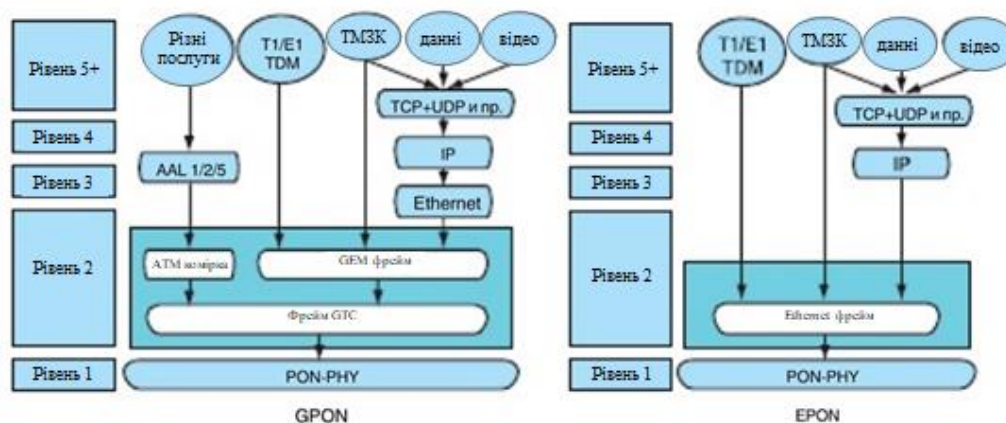 Рівень 5+
Різні
послуги
T1/E1
TDM
ТМЗК
данні
відео
TCP+UDP и пр.
Рівень 4
IP
Рівень 3
AAL 1/2/5
Ethernet
Рівень 2
АТМ комірка
GEM фрейм
Фрейм GTC
Рівень 1
PON-PHY
GPON
Рівень 5+
T1/E1
TDM
ТМЗК
данні
відео
TCP+UDP и пр.
Рівень 4
IP
Рівень 3
Рівень 2
Ethernet фрейм
Рівень 1
PON-PHY
EPON